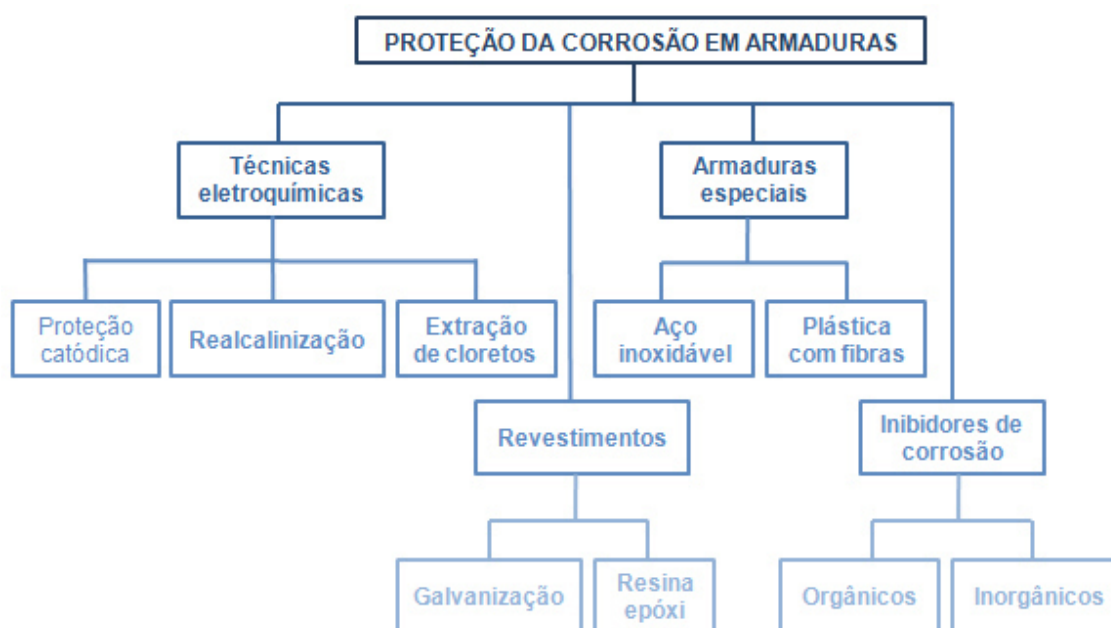 PROTEÇÃO DA CORROSÃO EM ARMADURAS
Técnicas
eletroquímicas
Armaduras
especiais
Proteção
catódica
Realcalinização
Extração
de cloretos
Aço
inoxidável
Plástica
com fibras
Revestimentos
Inibidores de
corrosão
Galvanização
Resina
epóxi
Orgânicos
Inorgânicos